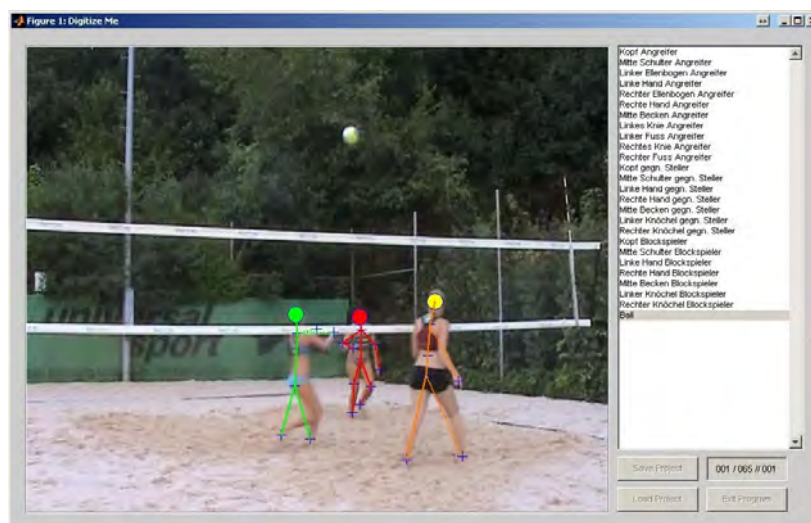 Figure 1: Digitize Me
Kopf Angreifer
Mitte Schulter Angreifer
Linker Ellenbogen Angreifer
Linke Hand Angreifer
Rechter Ellenbogen Angreifer
Rechte Hand Angreifer
Mitte Becken Angreifer
Linkes Knie Angreifer
Linker Fuss Angreifer
Rechtes Knie Angreifer
Rechter Fuss Angreifer
Kopf gegn. Steller
Mitte Schulter gegn. Steller
Linke Hand gegn. Steller
Rechte Hand gegn. Steller
Mitte Becken gegn. Steller
Linker Knöchel gegn. Steller
Rechter Knöchel gegn. Steller
Kopf Blockspieler
Mitte Schulter Blockspieler
Linke Hand Blockspieler
Rechte Hand Blockspieler
Mitte Becken Blockspieler
Linker Knöchel Blockspieler
Rechter Knöchel Blockspieler
Ball
universal
sport
Save Project
001 / 065 // 001
Load Project
Exit Program